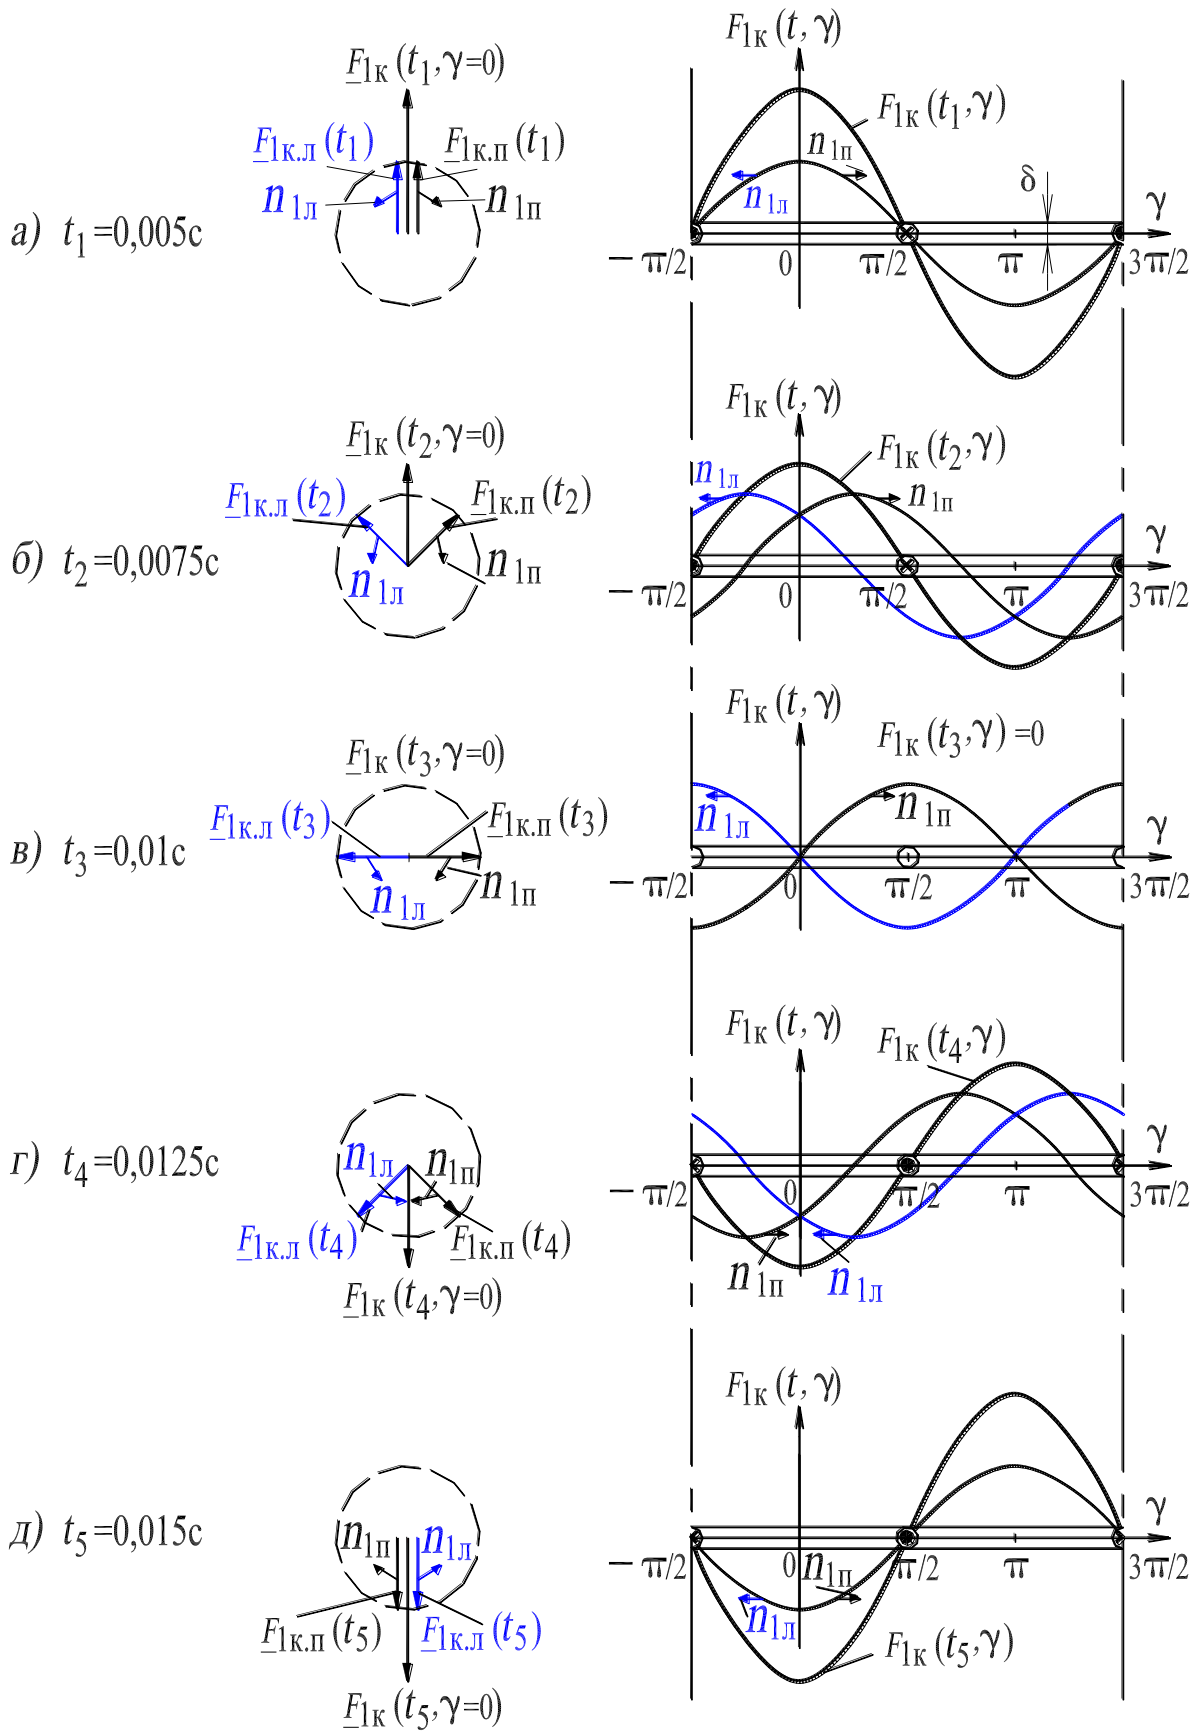 F1к(t1,γ=0)
F1к.л(t1) F1к.п(t1)
n1л n1п
а) t1=0,005с
F1к(t,γ)
F1к(t1,γ)
n1п
n1л
δ
γ
−π/2 0 π/2 π 3π/2
F1к(t2,γ=0)
F1к.л(t2) F1к.п(t2)
n1л n1п
б) t2=0,0075с
F1к(t,γ)
F1к(t2,γ)
n1л n1п
γ
−π/2 0 π/2 π 3π/2
F1к(t3,γ=0)
F1к.л(t3) F1к.п(t3)
n1л n1п
в) t3=0,01с
F1к(t,γ)
F1к(t3,γ)=0
n1л n1п
γ
−π/2 0 π/2 π 3π/2
n1л n1п
г) t4=0,0125с
F1к.л(t4) F1к.п(t4)
F1к(t4,γ=0)
F1к(t,γ)
F1к(t4,γ)
γ
−π/2 0 π/2 π 3π/2
n1п n1л
д) t5=0,015с
n1п n1л
F1к.п(t5) F1к.л(t5)
F1к(t5,γ=0)
F1к(t,γ)
γ
−π/2 0 π/2 π 3π/2
n1п
n1л
F1к(t5,γ)